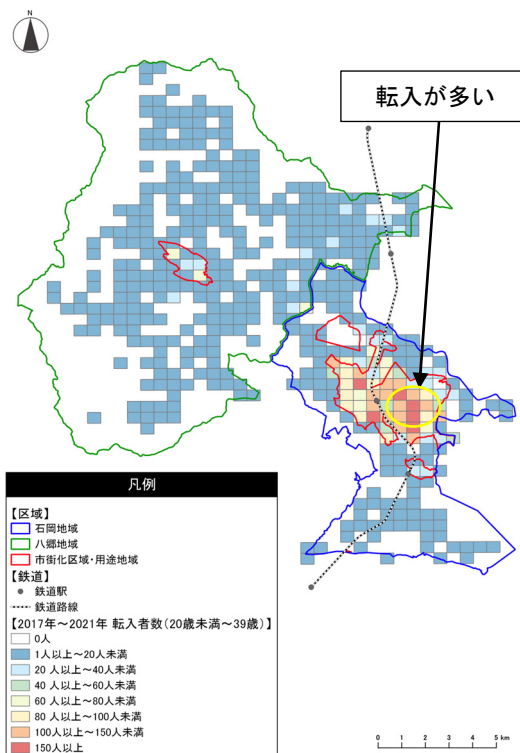 N
転入が多い
凡例
【区域】
石岡地域
八郷地域
市街化区域・用途地域
【鉄道】
鉄道駅
鉄道路線
【2017年～2021年 転入者数(20歳未満～39歳)】
0人
1人以上～20人未満
20 人以上～40人未満
40 人以上～60人未満
60 人以上～80人未満
80 人以上～100人未満
100人以上～150人未満
150人以上
0 1 2 3 4 5 km